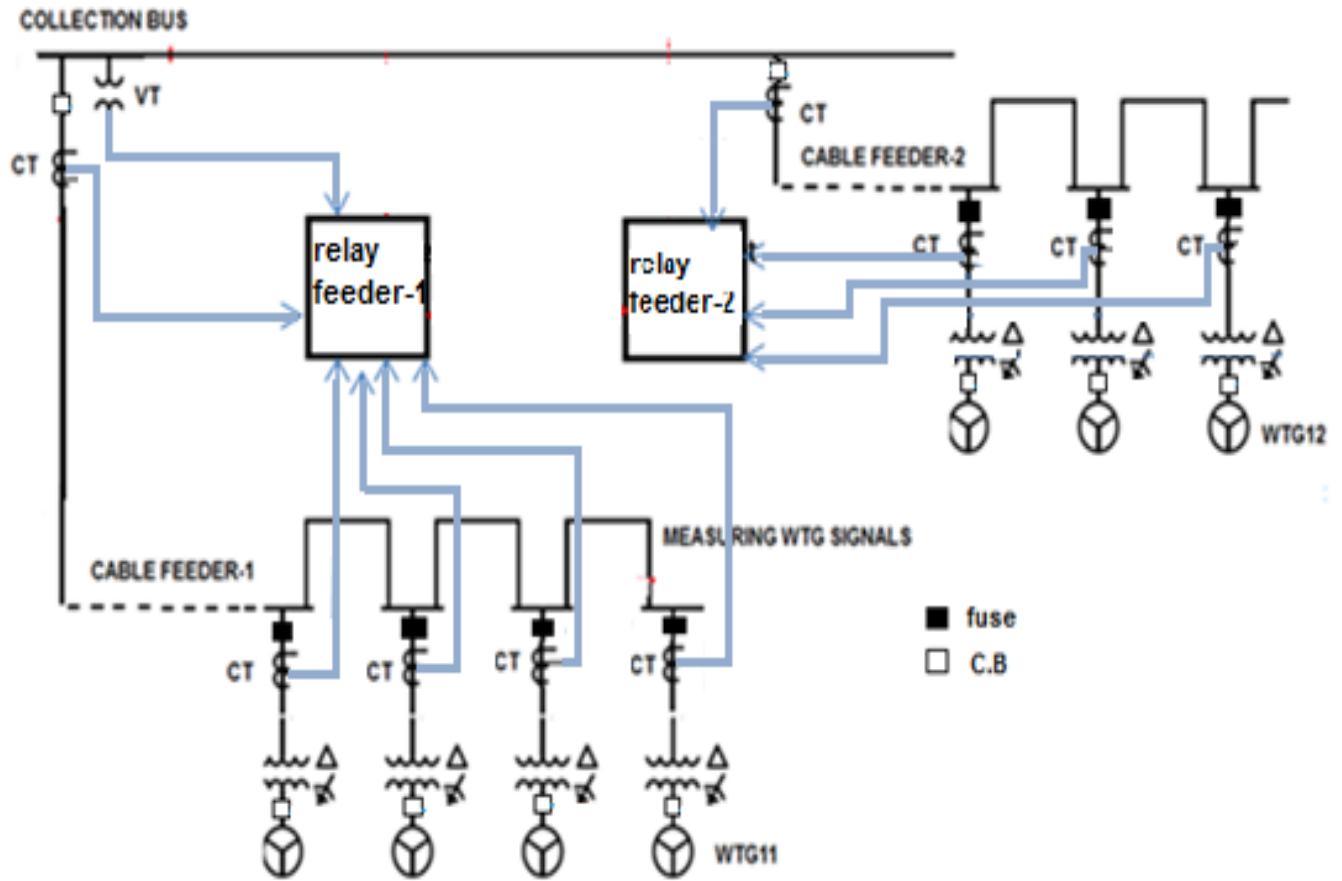 COLLECTION BUS
VT
CT
CT
CABLE FEEDER-2
relay
feeder-1
relay
feeder-2
CT
CT
CT
Δ
Δ
Δ
WTG12
MEASURING WTG SIGNALS
CABLE FEEDER-1
fuse
C.B
CT
CT
CT
CT
Δ
Δ
Δ
Δ
WTG11